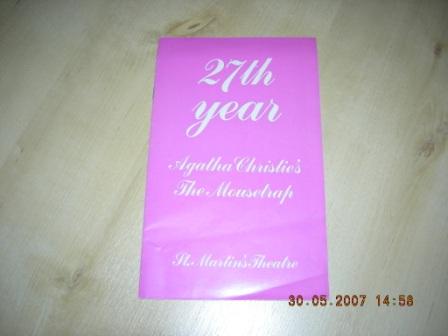 27th
year
Agatha Christie's
The Mousetrap
St. Martin's Theatre
30.05.2007 14:58